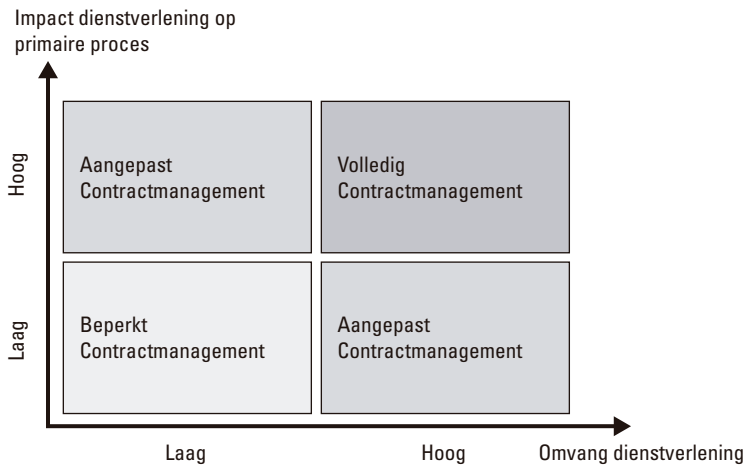 Impact dienstverlening op
primaire proces
Hoog
Aangepast
Contractmanagement
Volledig
Contractmanagement
Laag
Beperkt
Contractmanagement
Aangepast
Contractmanagement
Laag
Hoog
Omvang dienstverlening